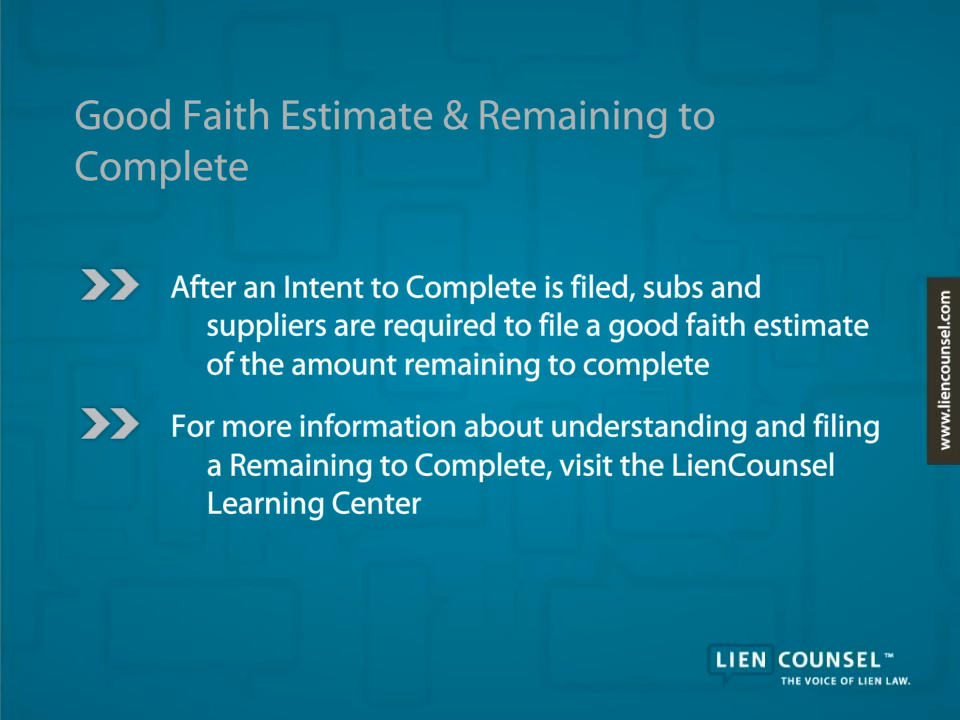 Good Faith Estimate & Remaining to
Complete
After an Intent to Complete is filed, subs and
suppliers are required to file a good faith estimate
of the amount remaining to complete
For more information about understanding and filing
a Remaining to Complete, visit the LienCounsel
Learning Center
www.liencounsel.com
LIEN COUNSEL™
THE VOICE OF LIEN LAW.